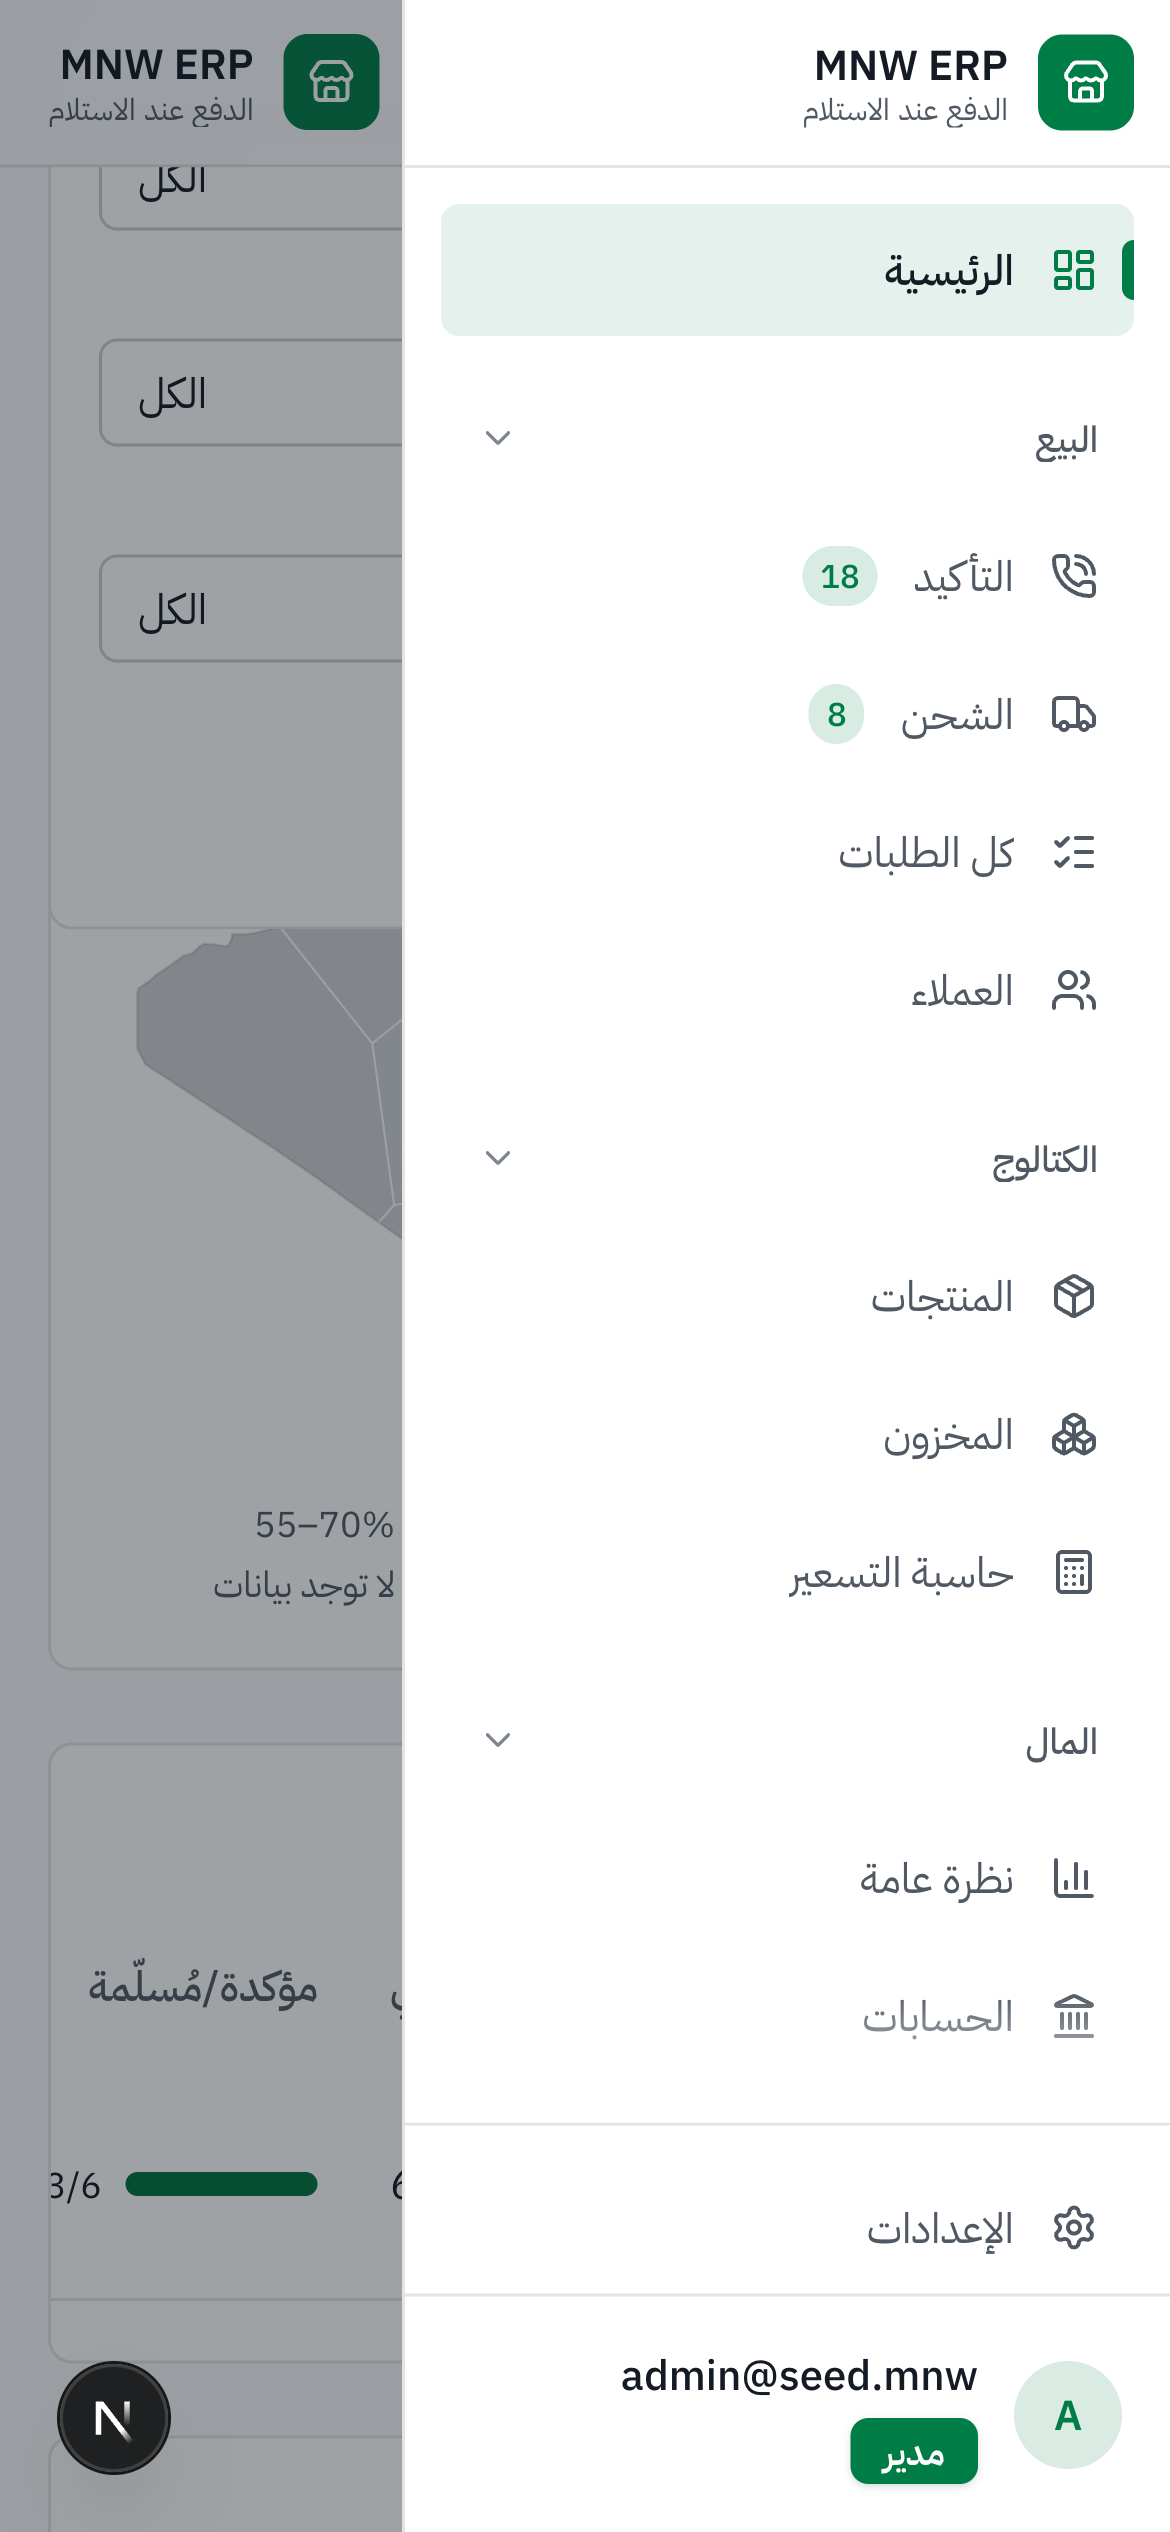 MNW ERP
الدفع عند الاستلام
الرئيسية
البيع
التأكيد 18
الشحن 8
كل الطلبات
العملاء
الكتالوج
المنتجات
المخزون
حاسبة التسعير
المال
نظرة عامة
الحسابات
الإعدادات
admin@seed.mnw
A
مدير
MNW ERP
الدفع عند الاستلام
الكل
الكل
الكل
55–70%
لا توجد بيانات
مؤكدة/مُسلّمة
3/6
N